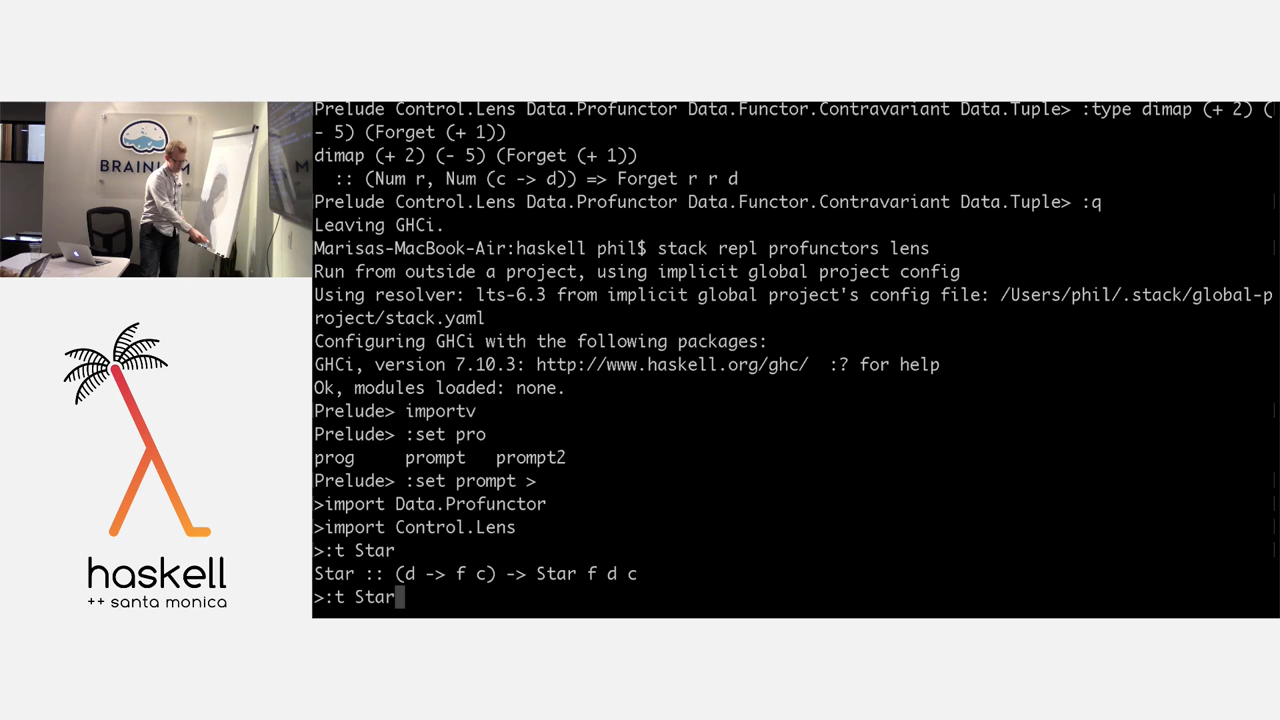 BRAIN
M
Prelude Control.Lens Data.Profunctor Data.Functor.Contravariant Data.Tuple> :type dimap (+ 2) (
- 5) (Forget (+ 1))
dimap (+ 2) (- 5) (Forget (+ 1))
  :: (Num r, Num (c -> d)) => Forget r r d
Prelude Control.Lens Data.Profunctor Data.Functor.Contravariant Data.Tuple> :q
Leaving GHCi.
Marisas-MacBook-Air:haskell phil$ stack repl profunctors lens
Run from outside a project, using implicit global project config
Using resolver: lts-6.3 from implicit global project's config file: /Users/phil/.stack/global-p
roject/stack.yaml
Configuring GHCi with the following packages:
GHCi, version 7.10.3: http://www.haskell.org/ghc/  :? for help
Ok, modules loaded: none.
Prelude> importv
Prelude> :set pro
prog     prompt   prompt2
Prelude> :set prompt >
>import Data.Profunctor
>import Control.Lens
>:t Star
Star :: (d -> f c) -> Star f d c
>:t Star
haskell
++ santa monica